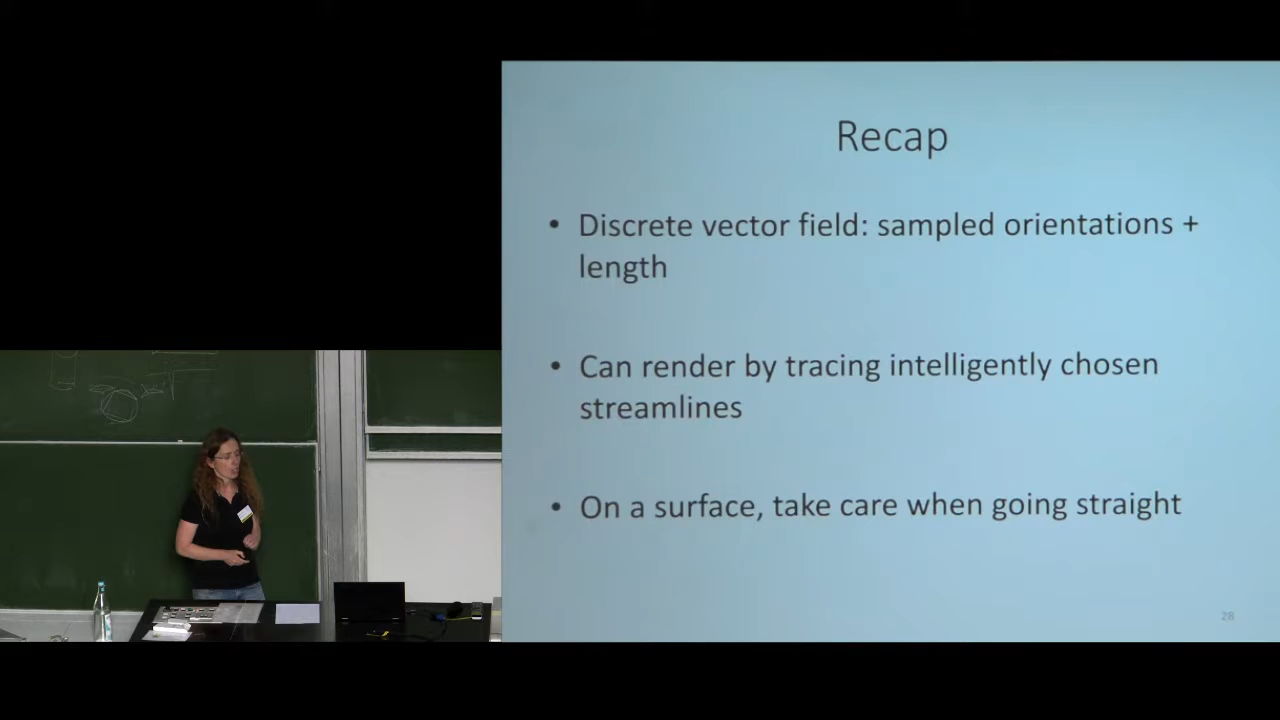 Recap
• Discrete vector field: sampled orientations +
length
• Can render by tracing intelligently chosen
streamlines
• On a surface, take care when going straight
28